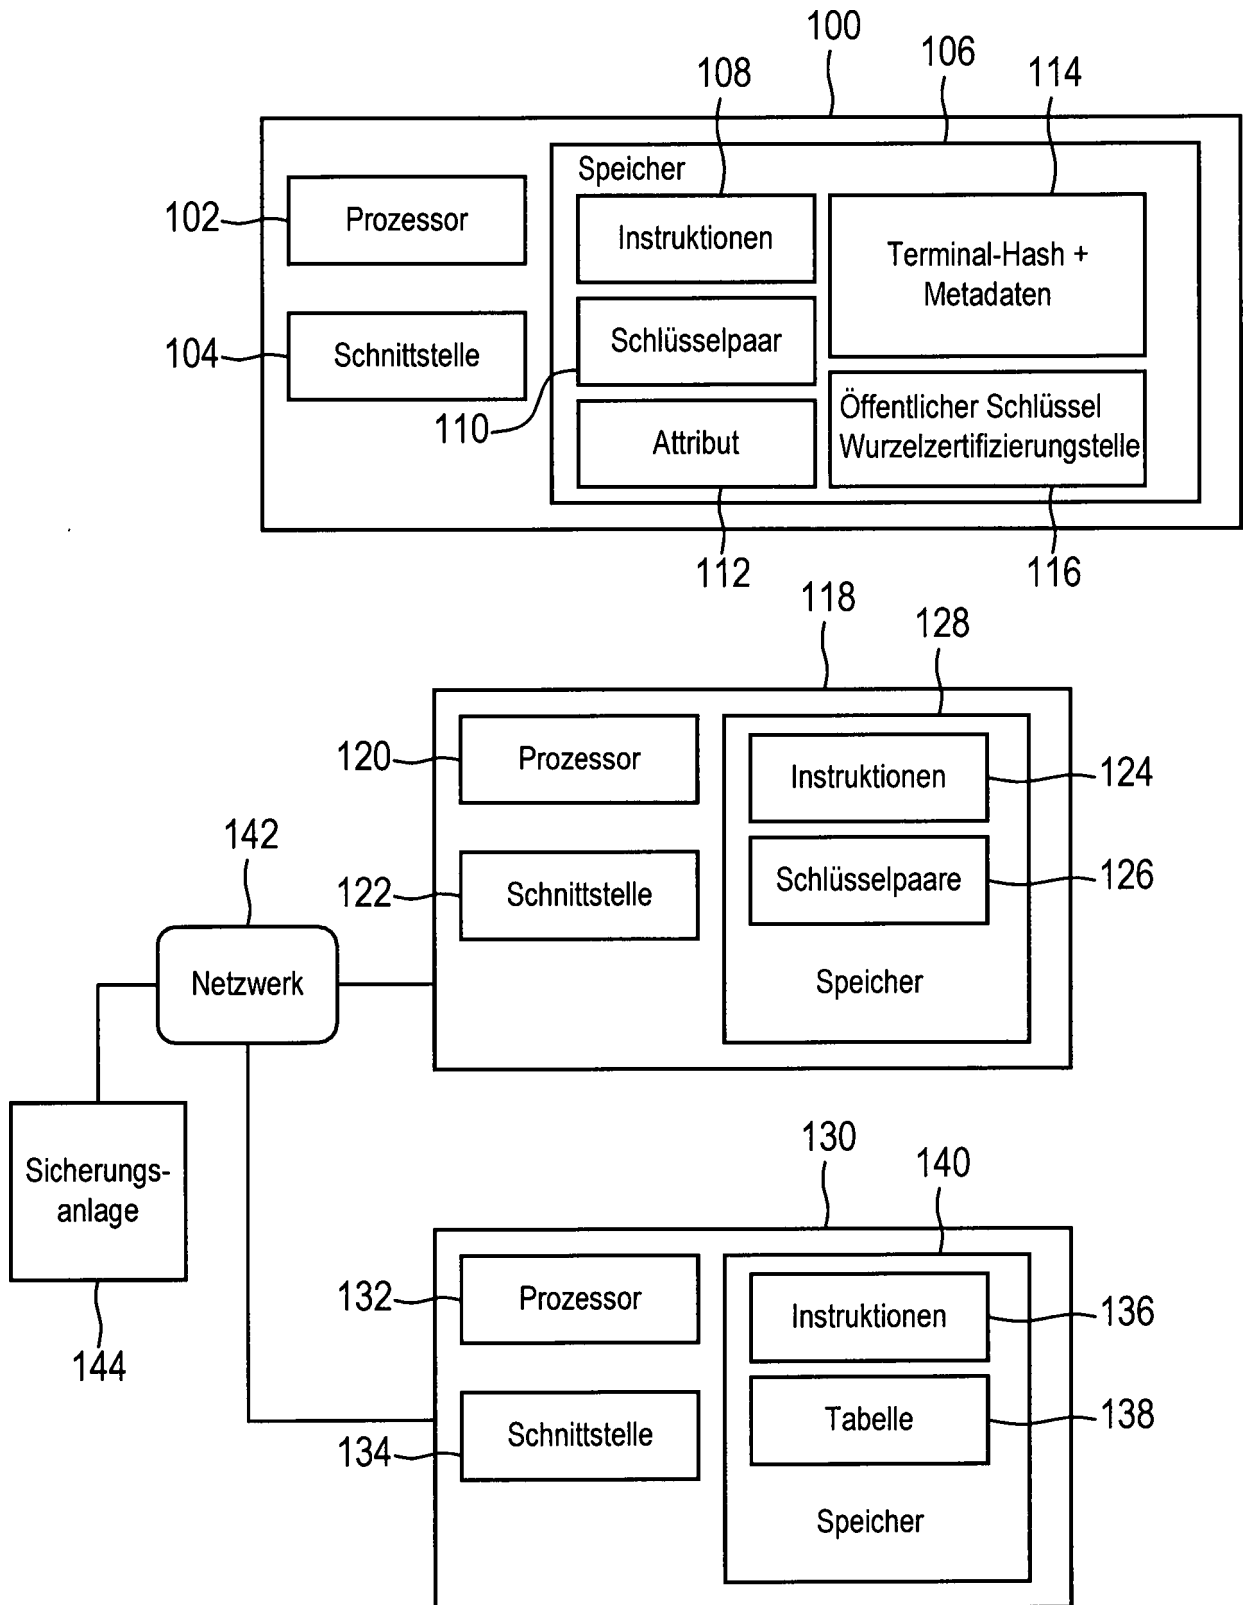 100
108
106
114
Speicher
102
Prozessor
Instruktionen
Terminal-Hash +
Metadaten
104
Schnittstelle
Schlüsselpaar
110
Öffentlicher Schlüssel
Wurzelzertifizierungstelle
Attribut
112
116
118
128
120
Prozessor
Instruktionen
124
142
122
Schnittstelle
Schlüsselpaare
126
Netzwerk
Speicher
Sicherungs-
anlage
144
130
140
132
Prozessor
Instruktionen
136
134
Schnittstelle
Tabelle
138
Speicher